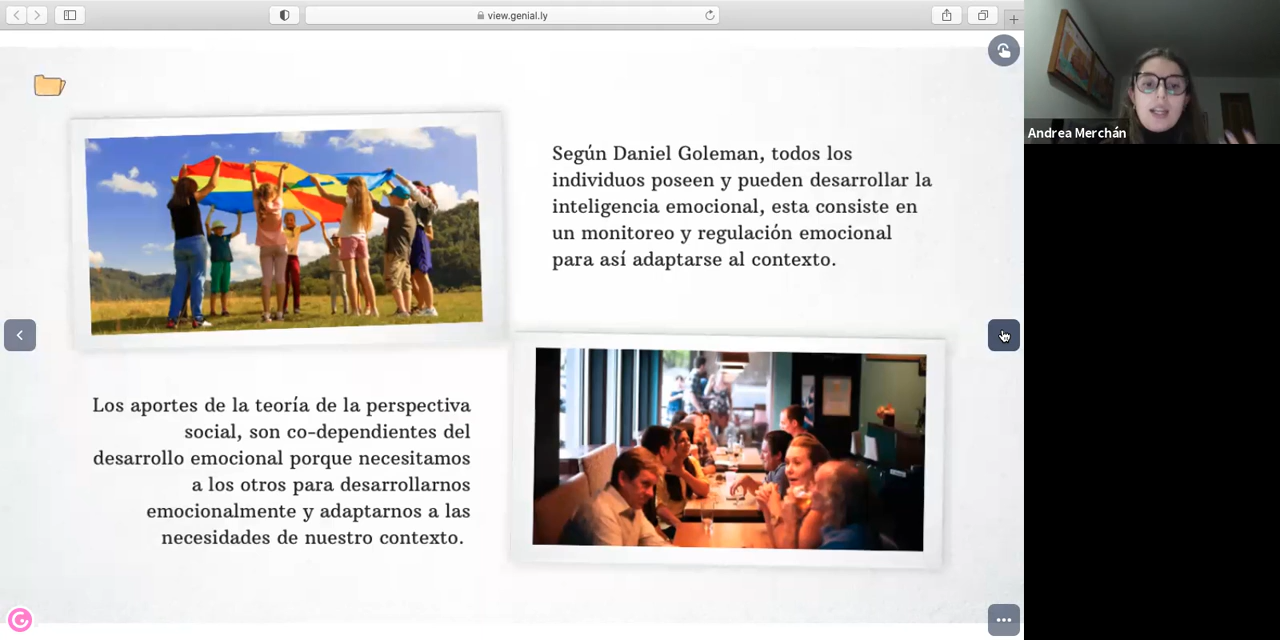 view.genial.ly
Andrea Merchán
Según Daniel Goleman, todos los
individuos poseen y pueden desarrollar la
inteligencia emocional, esta consiste en
un monitoreo y regulación emocional
para así adaptarse al contexto.
Los aportes de la teoría de la perspectiva
social, son co-dependientes del
desarrollo emocional porque necesitamos
a los otros para desarrollarnos
emocionalmente y adaptarnos a las
necesidades de nuestro contexto.